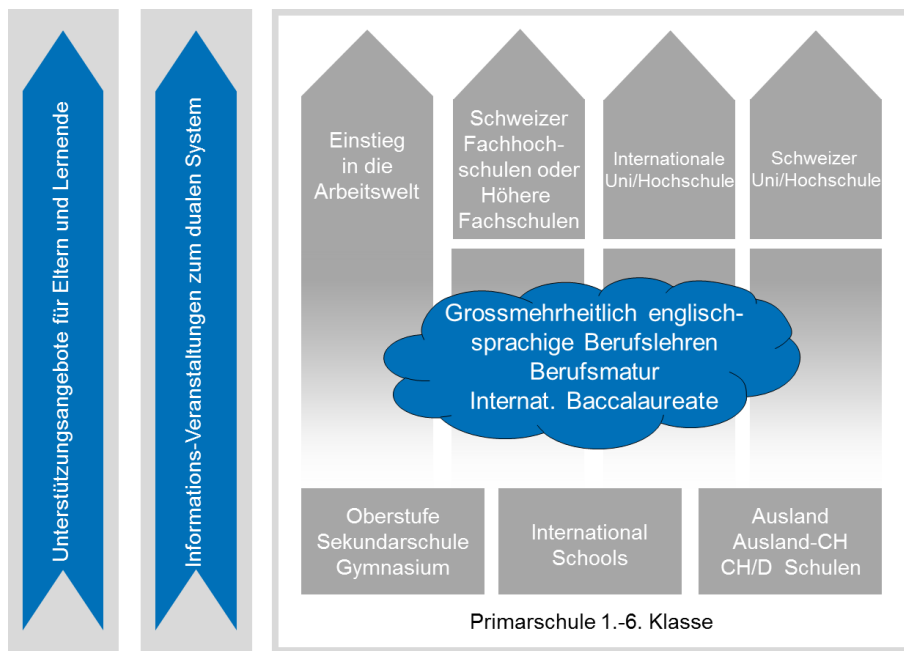 Unterstützungsangebote für Eltern und Lernende
Informations-Veranstaltungen zum dualen System
Einstieg
in die
Arbeitswelt
Schweizer
Fachhoch-
schulen oder
Höhere
Fachschulen
Internationale
Uni/Hochschule
Schweizer
Uni/Hochschule
Grossmehrheitlich englisch-
sprachige Berufslehren
Berufsmatur
Internat. Baccalaureate
Oberstufe
Sekundarschule
Gymnasium
International
Schools
Ausland
Ausland-CH
CH/D Schulen
Primarschule 1.-6. Klasse